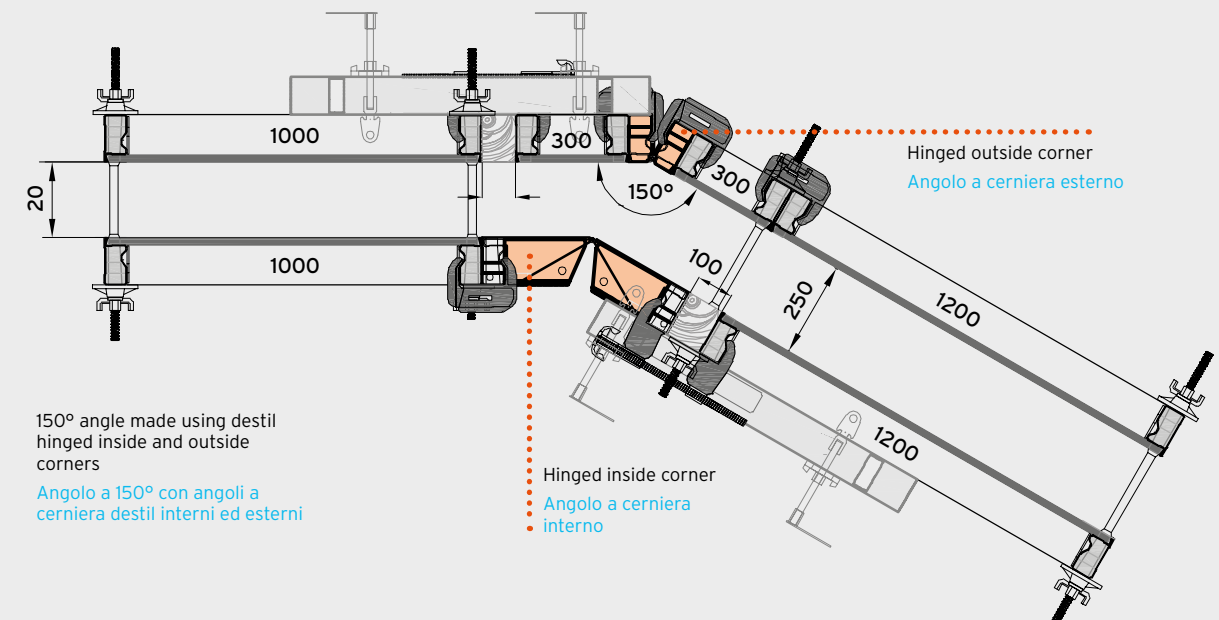 1000
300
Hinged outside corner
Angolo a cerniera esterno
300
150°
20
100
1000
250
1200
1200
150° angle made using destil
hinged inside and outside
corners
Angolo a 150° con angoli a
cerniera destil interni ed esterni
Hinged inside corner
Angolo a cerniera
interno